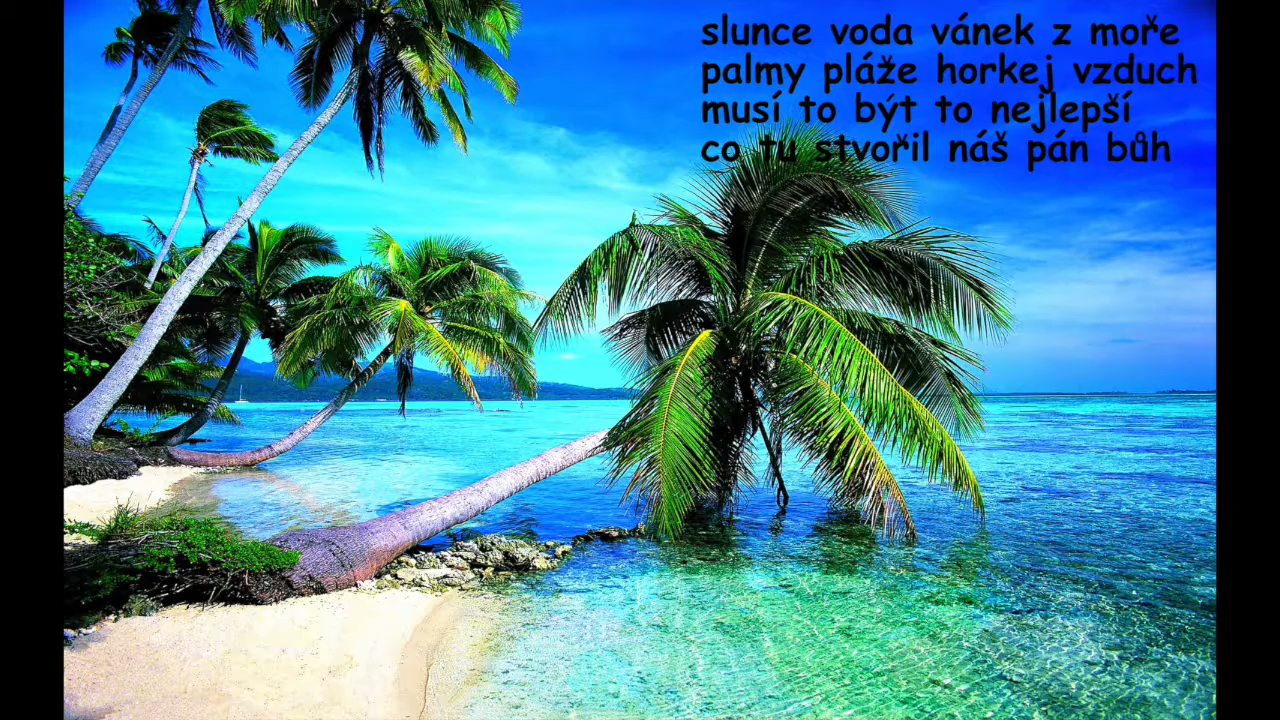 slunce voda vánek z moře
palmy pláže horkej vzduch
musí to být to nejlepší
co tu stvořil náš pán bůh